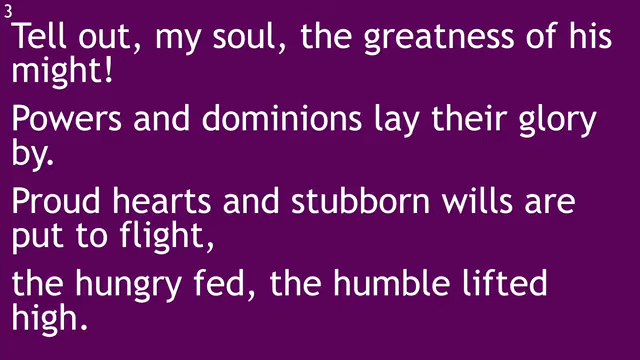 3
Tell out, my soul, the greatness of his
might!
Powers and dominions lay their glory
by.
Proud hearts and stubborn wills are
put to flight,
the hungry fed, the humble lifted
high.